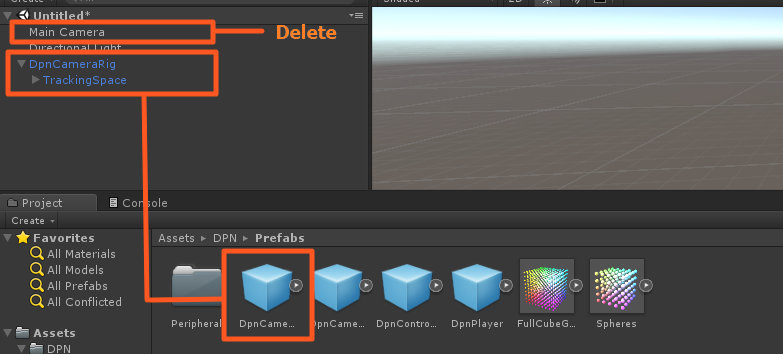 Create
Shaded
2D
Untitled*
Main Camera
Delete
Directional Light
DpnCameraRig
TrackingSpace
Project
Console
Create
Favorites
All Materials
All Models
All Prefabs
All Conflicted
Assets
DPN
Assets ▸ DPN ▸ Prefabs
Peripheral
DpnCame...
DpnCame...
DpnContro...
DpnPlayer
FullCubeG...
Spheres